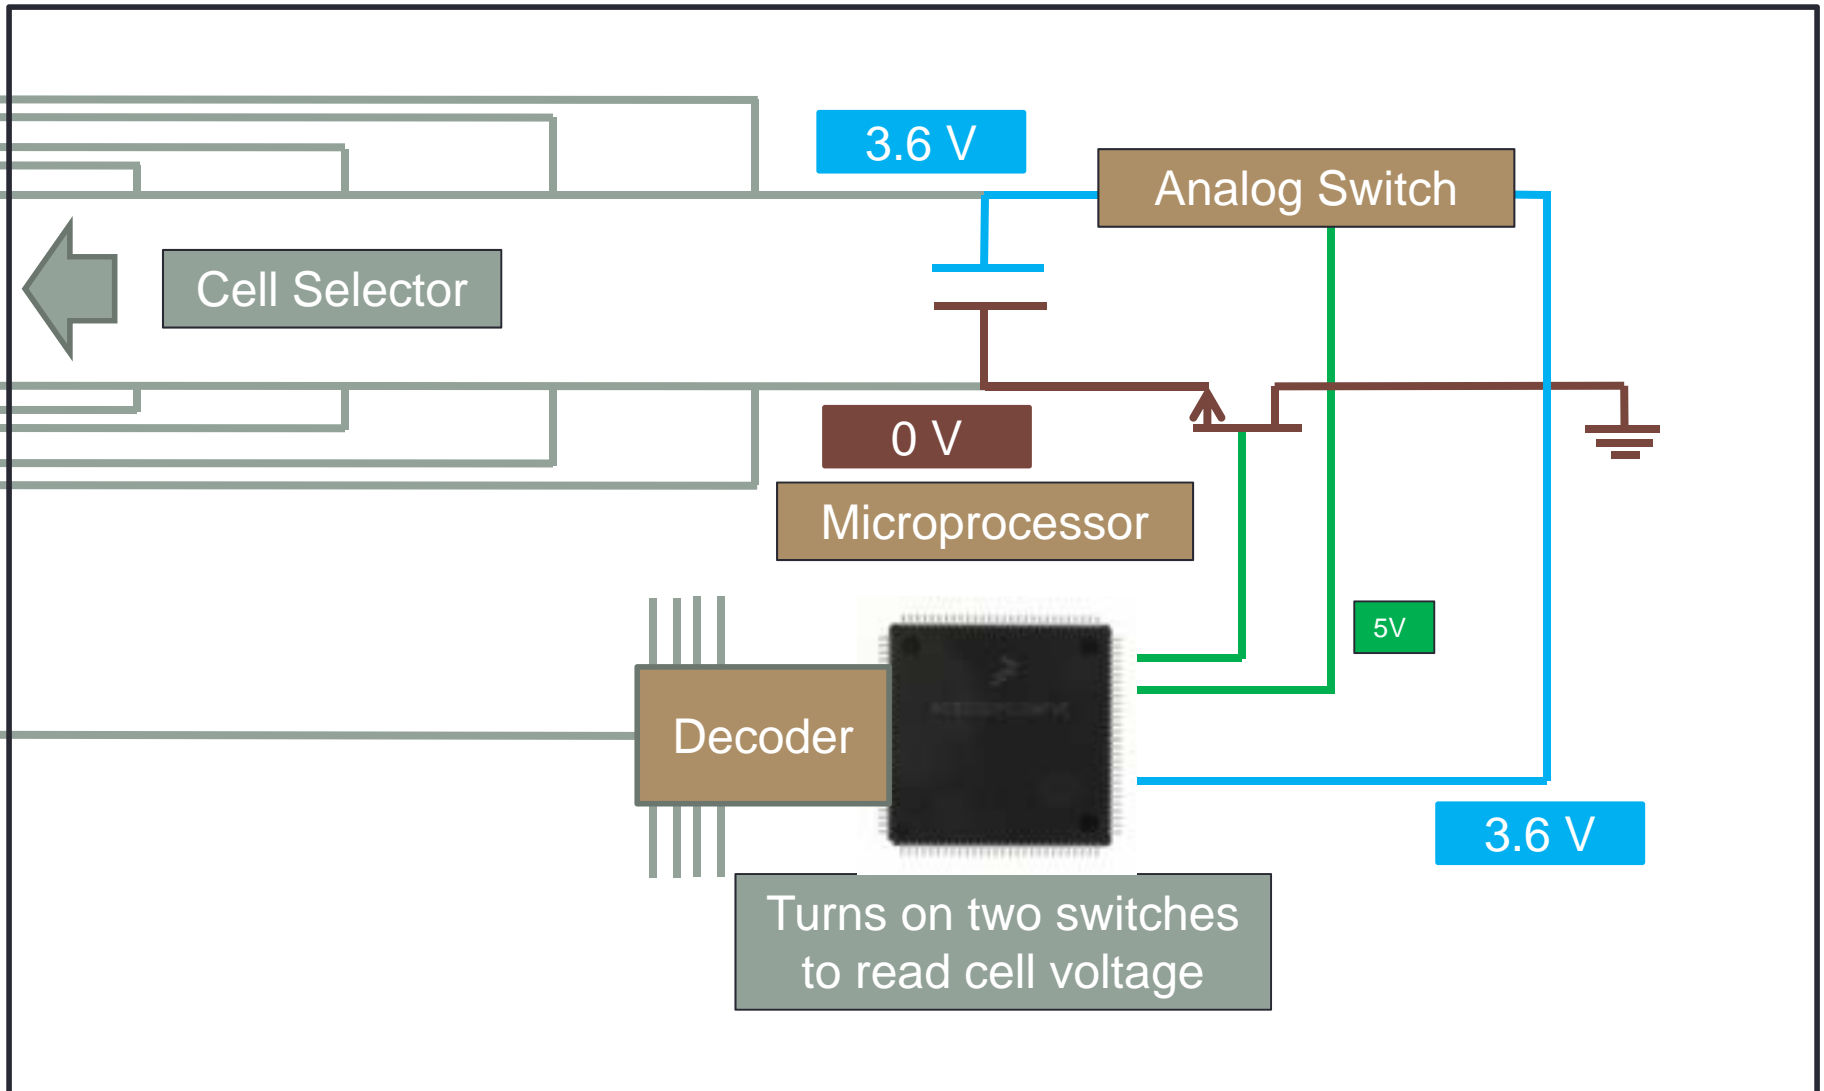 3.6 V
Analog Switch
Cell Selector
0 V
Microprocessor
5V
Decoder
3.6 V
Turns on two switches
to read cell voltage